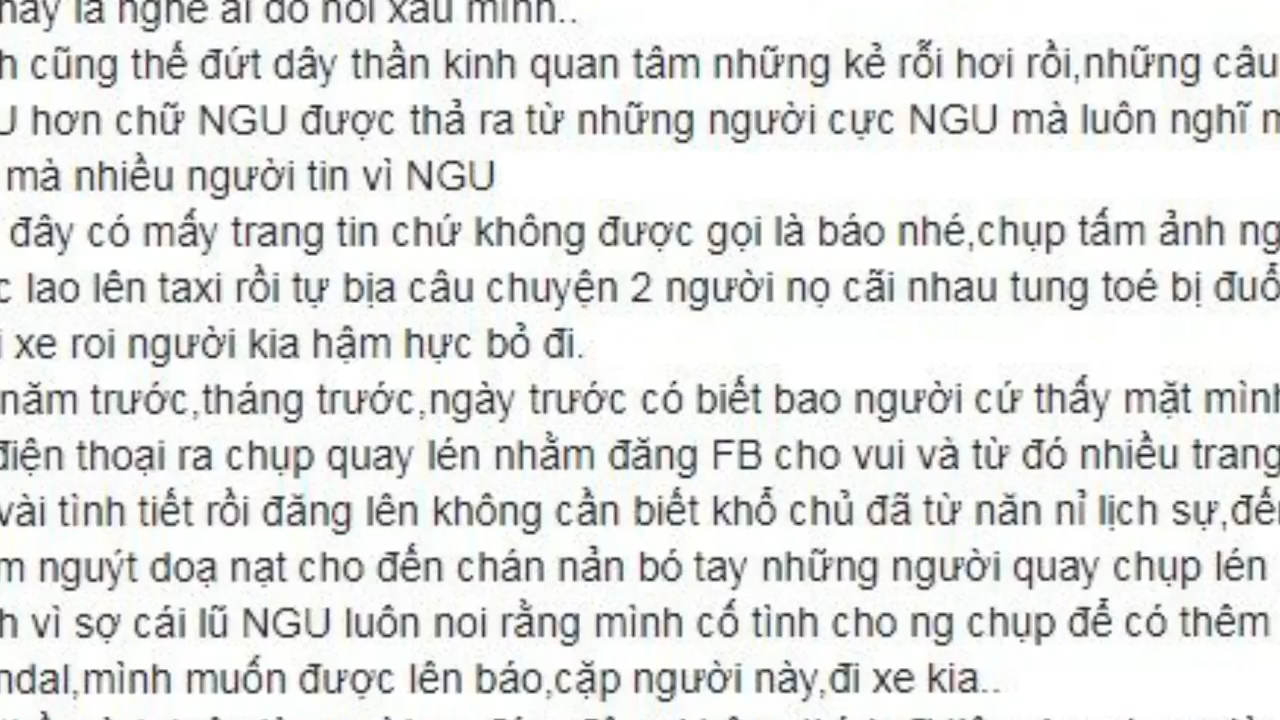 này là nghe ai đó nói xấu mình..
h cũng thế đứt dây thần kinh quan tâm những kẻ rỗi hơi rồi,những câu
U hơn chữ NGU được thả ra từ những người cực NGU mà luôn nghĩ m
mà nhiều người tin vì NGU
đây có mấy trang tin chứ không được gọi là báo nhé,chụp tấm ảnh ng
c lao lên taxi rồi tự bịa câu chuyện 2 người nọ cãi nhau tung toé bị đuổ
i xe roi người kia hậm hực bỏ đi.
năm trước,tháng trước,ngày trước có biết bao người cứ thấy mặt mình
điện thoại ra chụp quay lén nhằm đăng FB cho vui và từ đó nhiều trang
vài tình tiết rồi đăng lên không cần biết khổ chủ đã từ năn nỉ lịch sự,đến
m nguýt doạ nạt cho đến chán nản bó tay những người quay chụp lén
h vì sợ cái lũ NGU luôn noi rằng mình cố tình cho ng chụp để có thêm
ndal,mình muốn được lên báo,cặp người này,đi xe kia..